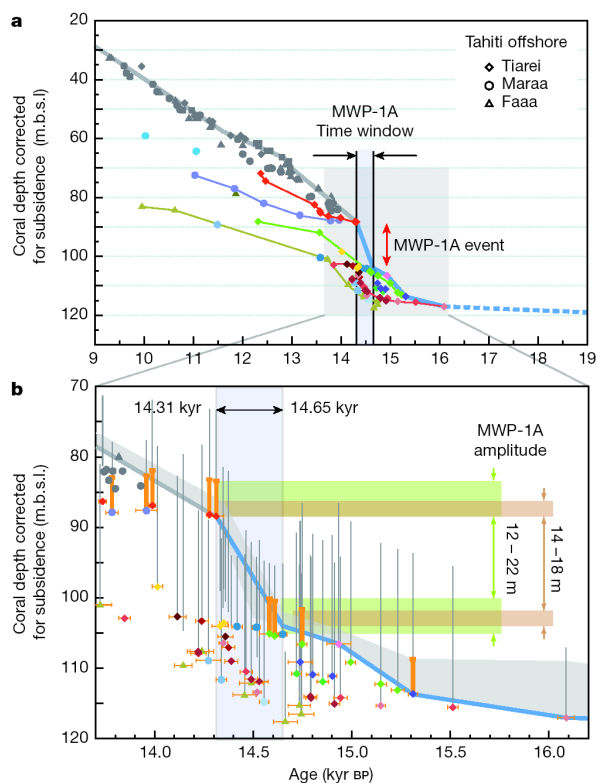 a
Coral depth corrected
for subsidence (m.b.s.l.)
20
40
60
80
100
120
Tahiti offshore
Tiarei
Maraa
Faaa
MWP-1A
Time window
MWP-1A event
9
10
11
12
13
14
15
16
17
18
19
b
Coral depth corrected
for subsidence (m.b.s.l)
70
80
90
100
110
120
14.31 kyr
14.65 kyr
MWP-1A
amplitude
12 – 22 m
14 –18 m
14.0
14.5
15.0
15.5
16.0
Age (kyr BP)